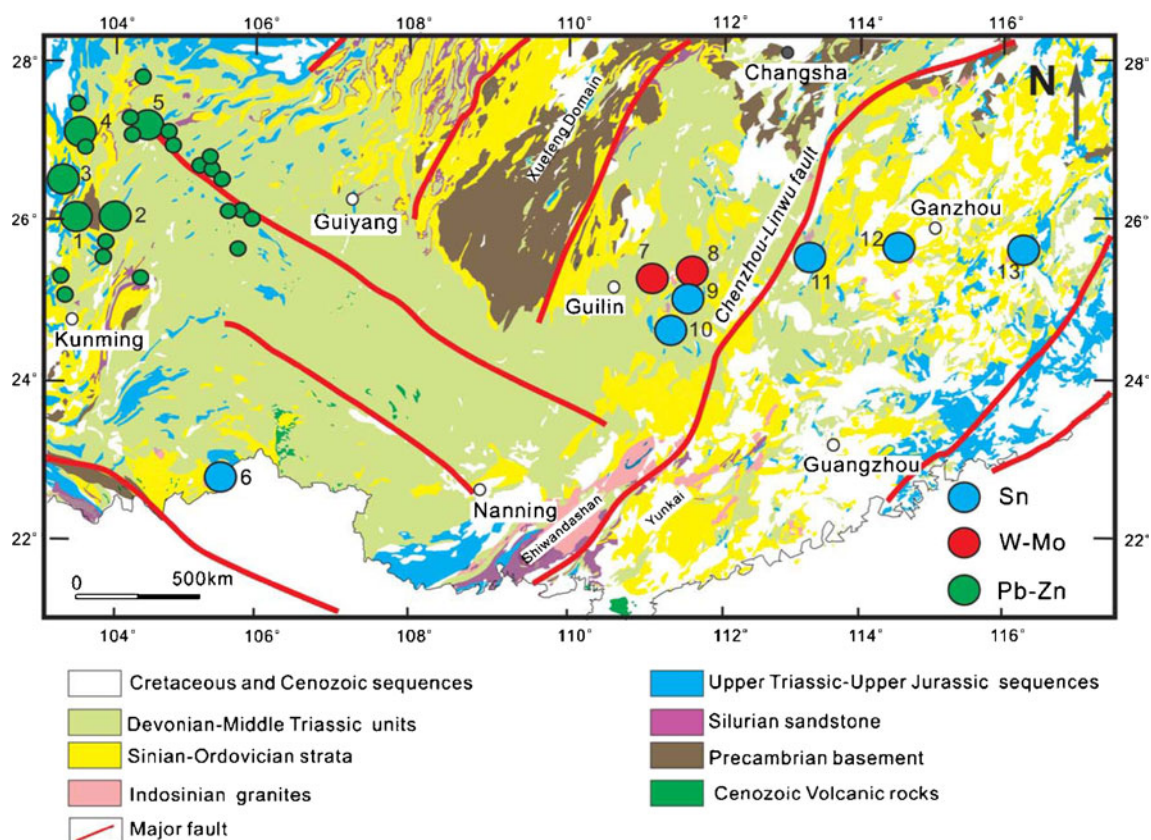 104° 106° 108° 110° 112° 114° 116°
28° 28°
Changsha
N
5
4
Xuefeng Domain
3
Chenzhou-Linwu fault
26° 2 Guiyang Ganzhou 26°
1 7 8 12
11 13
Guilin 9
Kunming 10
24° 24°
Guangzhou
6
Nanning Sn
Shiwandashan Yunkai
22° W-Mo 22°
0 500km Pb-Zn
104° 106° 108° 110° 112° 114° 116°
Cretaceous and Cenozoic sequences
Devonian-Middle Triassic units
Sinian-Ordovician strata
Indosinian granites
Major fault
Upper Triassic-Upper Jurassic sequences
Silurian sandstone
Precambrian basement
Cenozoic Volcanic rocks